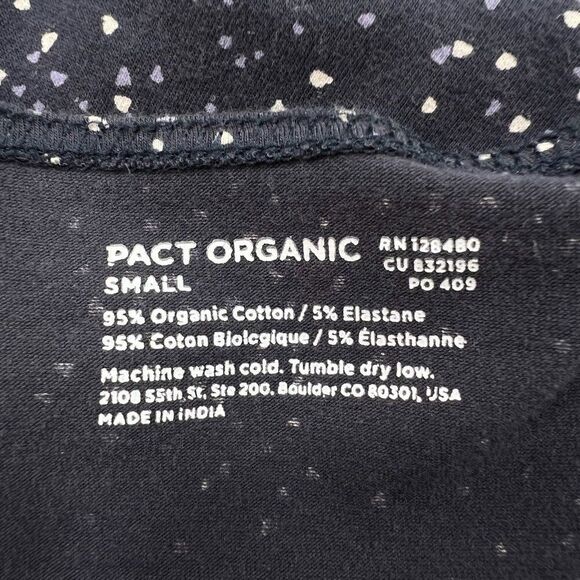 PACT ORGANIC
SMALL
RN 128480
CU 832196
PO 409
95% Organic Cotton / 5% Elastane
95% Coton Biologique / 5% Élasthanne
Machine wash cold. Tumble dry low.
2108 55th St, Ste 200, Boulder CO 80301, USA
MADE IN INDIA